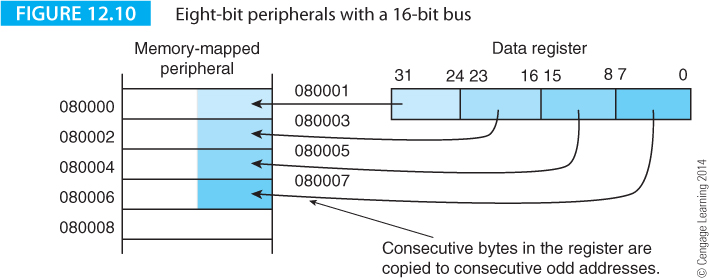 FIGURE 12.10 Eight-bit peripherals with a 16-bit bus
Memory-mapped
peripheral
Data register
31 24 23 16 15 8 7 0
080000
080002
080004
080006
080008
080001
080003
080005
080007
Consecutive bytes in the register are
copied to consecutive odd addresses.
© Cengage Learning 2014